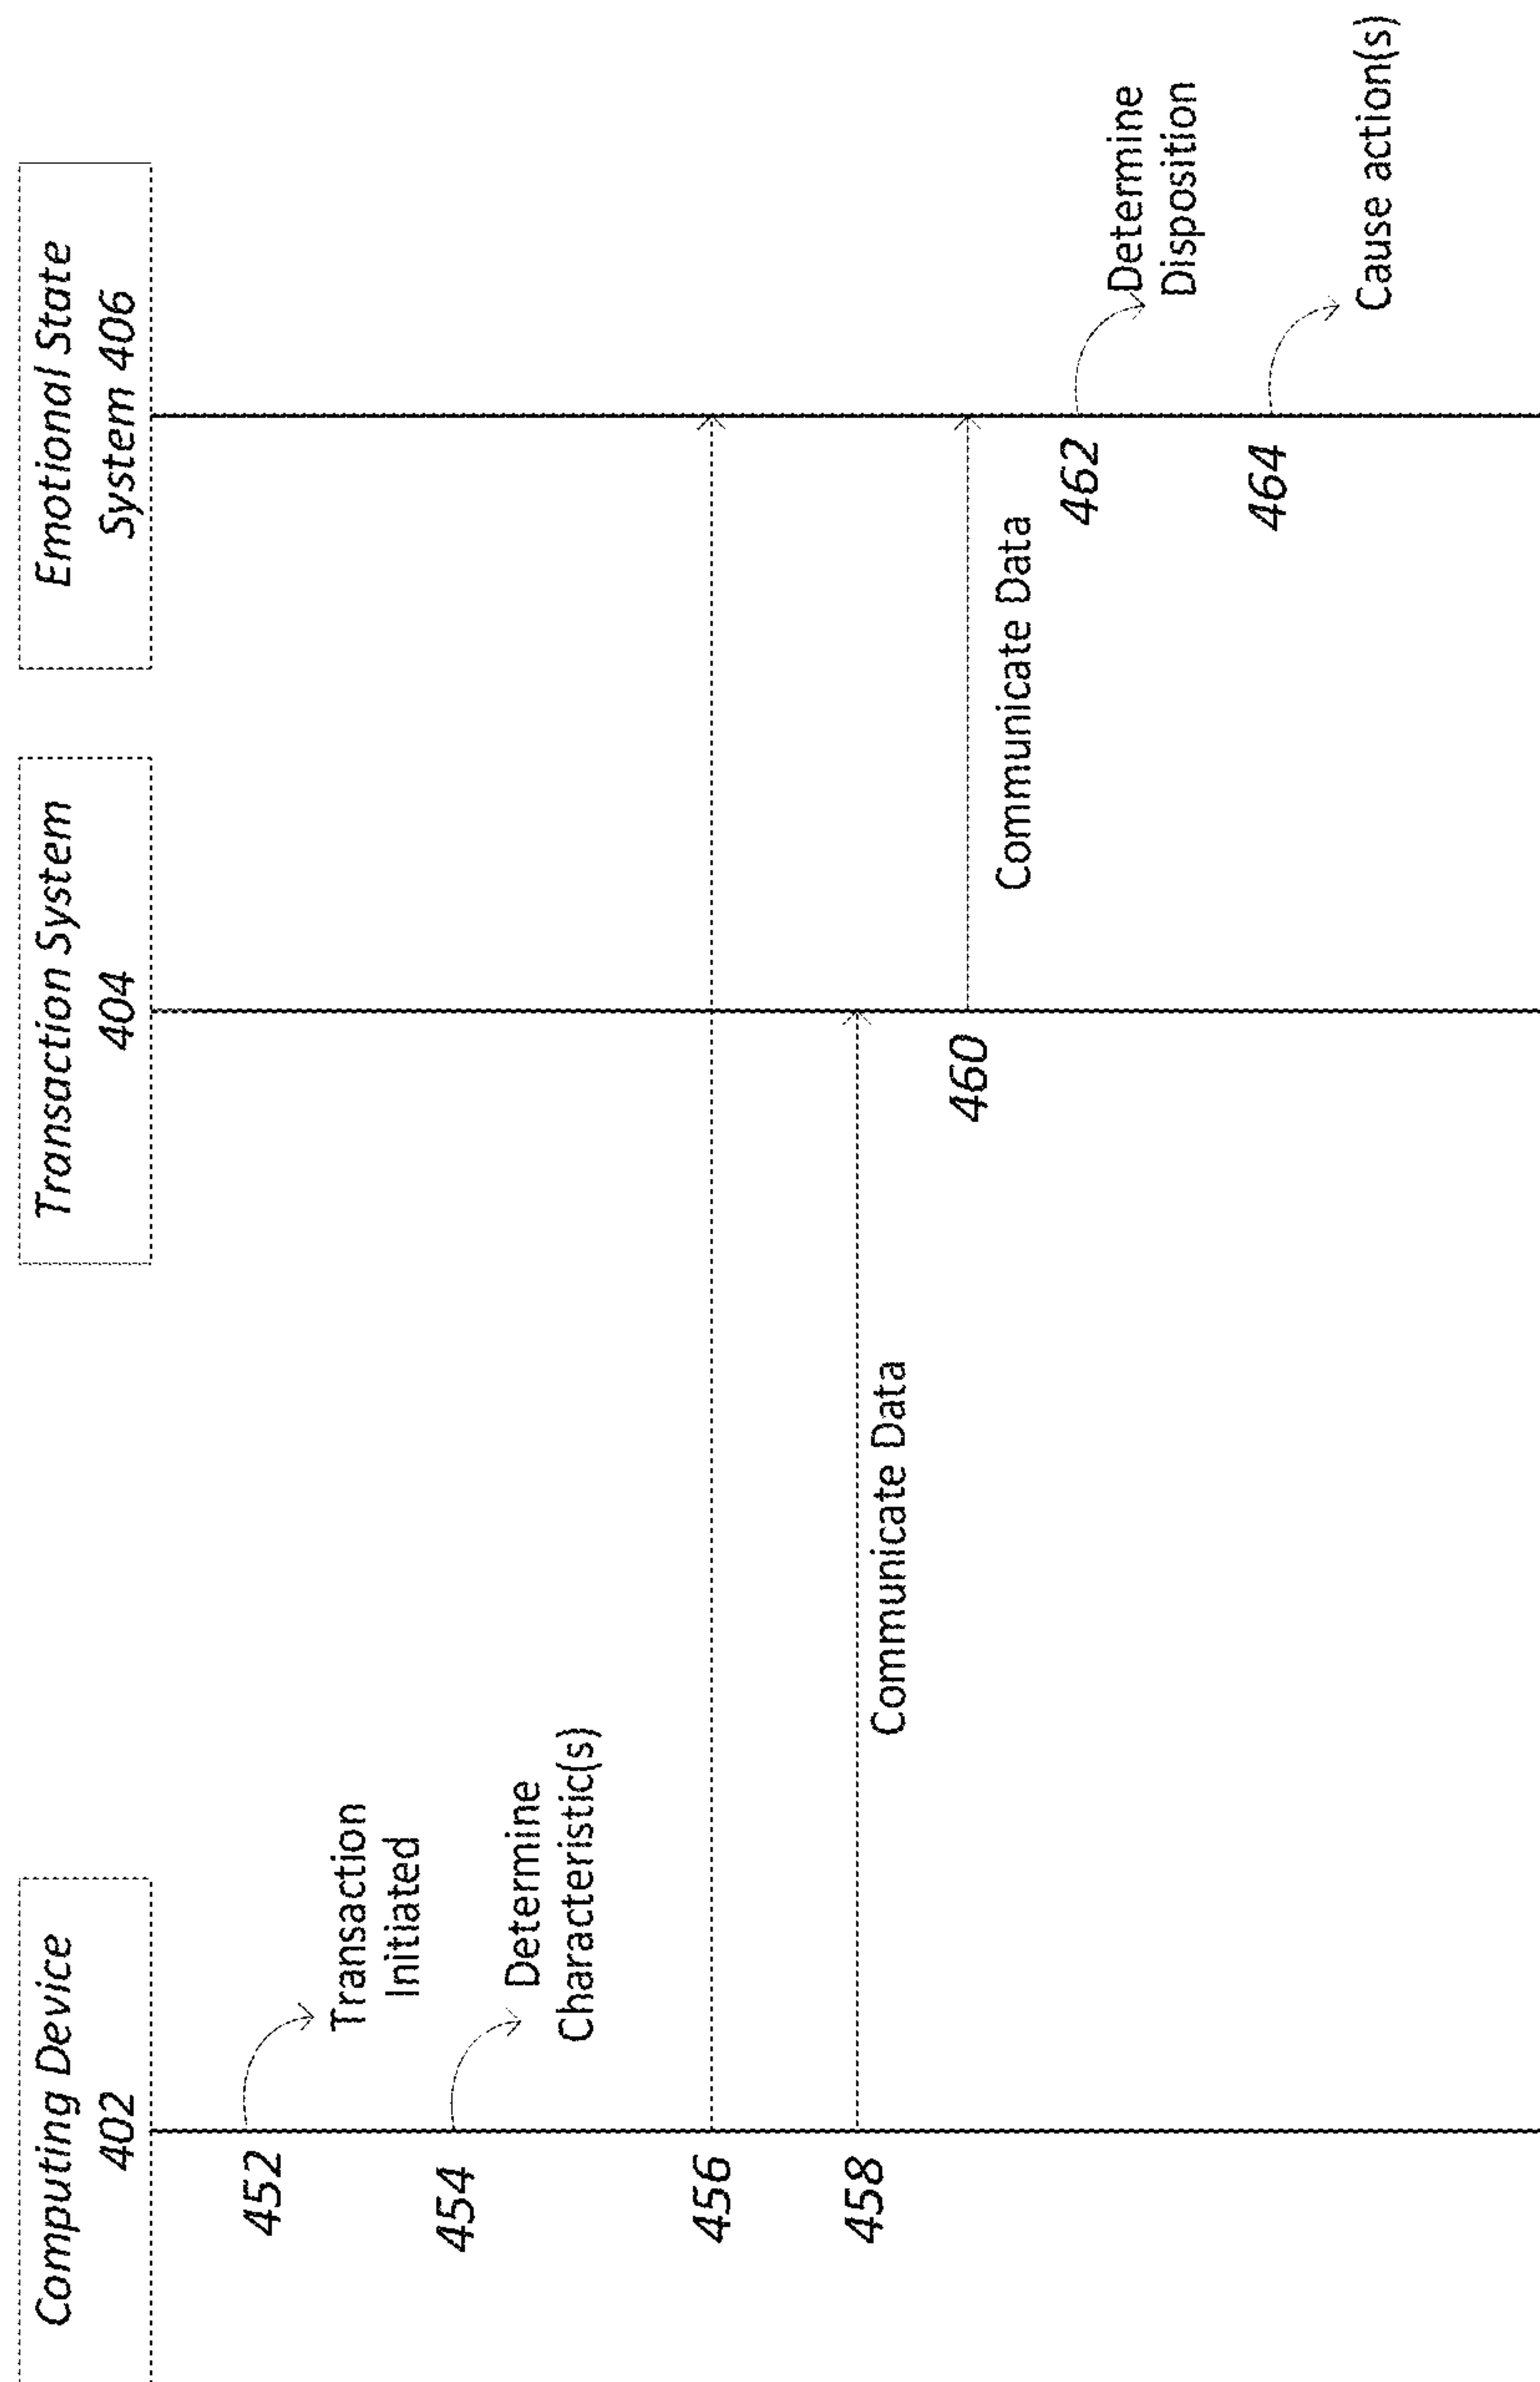 Computing Device
402
Transaction System
404
Emotional State
System 406
452
Transaction
Initiated
454
Determine
Characteristic(s)
456
458
Communicate Data
460
Communicate Data
462
Determine
Disposition
464
Cause action(s)